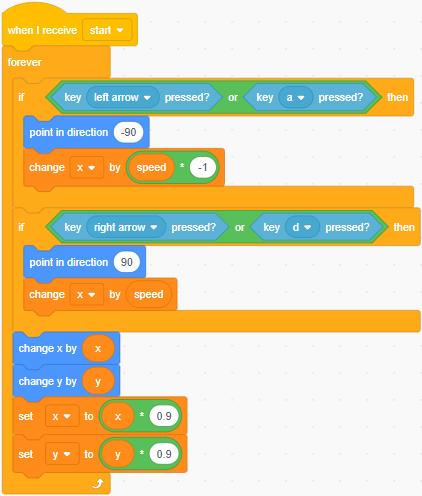 when I receive start
forever
if key left arrow pressed? or key a pressed? then
point in direction -90
change x by speed * -1
if key right arrow pressed? or key d pressed? then
point in direction 90
change x by speed
change x by x
change y by y
set x to x * 0.9
set y to y * 0.9